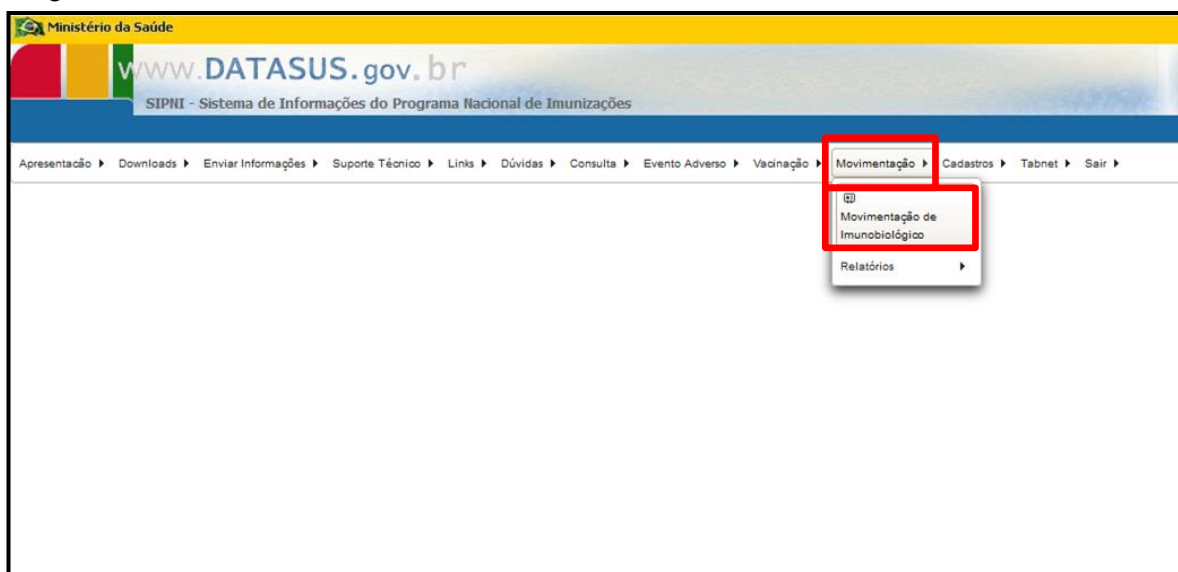 Ministério da Saúde
www.DATASUS.gov.br
SIPNI - Sistema de Informações do Programa Nacional de Imunizações
Apresentacão Downloads Enviar Informações Suporte Técnico Links Dúvidas Consulta Evento Adverso Vacinação Movimentação Cadastros Tabnet Sair
Movimentação de
Imunobiológico
Relatórios